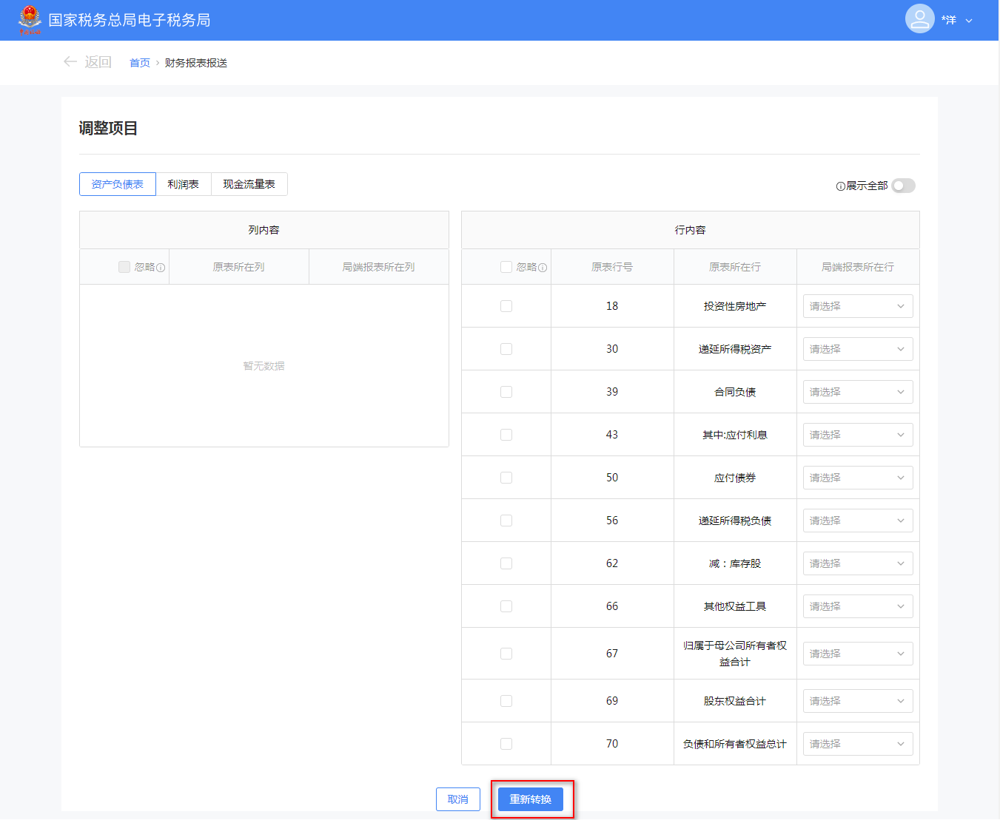 国家税务总局电子税务局
*洋
返回 首页 > 财务报表报送
调整项目
资产负债表 利润表 现金流量表
展示全部
列内容
忽略 原表所在列 局端报表所在列
暂无数据
行内容
忽略 原表行号 原表所在行 局端报表所在行
18 投资性房地产 请选择
30 递延所得税资产 请选择
39 合同负债 请选择
43 其中:应付利息 请选择
50 应付债券 请选择
56 递延所得税负债 请选择
62 减：库存股 请选择
66 其他权益工具 请选择
67 归属于母公司所有者权 请选择
益合计
69 股东权益合计 请选择
70 负债和所有者权益总计 请选择
取消 重新转换